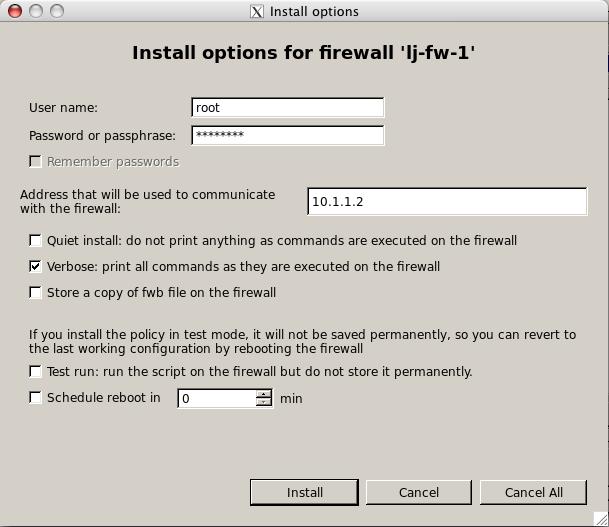 Install options
Install options for firewall 'lj-fw-1'
User name:
root
Password or passphrase:
********
Remember passwords
Address that will be used to communicate
with the firewall:
10.1.1.2
Quiet install: do not print anything as commands are executed on the firewall
Verbose: print all commands as they are executed on the firewall
Store a copy of fwb file on the firewall
If you install the policy in test mode, it will not be saved permanently, so you can revert to
the last working configuration by rebooting the firewall
Test run: run the script on the firewall but do not store it permanently.
Schedule reboot in 0 min
Install Cancel Cancel All